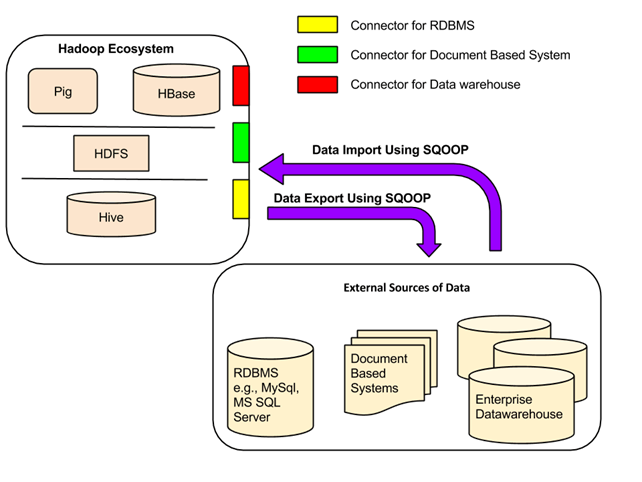 Connector for RDBMS
Connector for Document Based System
Connector for Data warehouse
Hadoop Ecosystem
Pig
HBase
HDFS
Hive
Data Import Using SQOOP
Data Export Using SQOOP
External Sources of Data
RDBMS
e.g., MySql,
MS SQL
Server
Document
Based
Systems
Enterprise
Datawarehouse